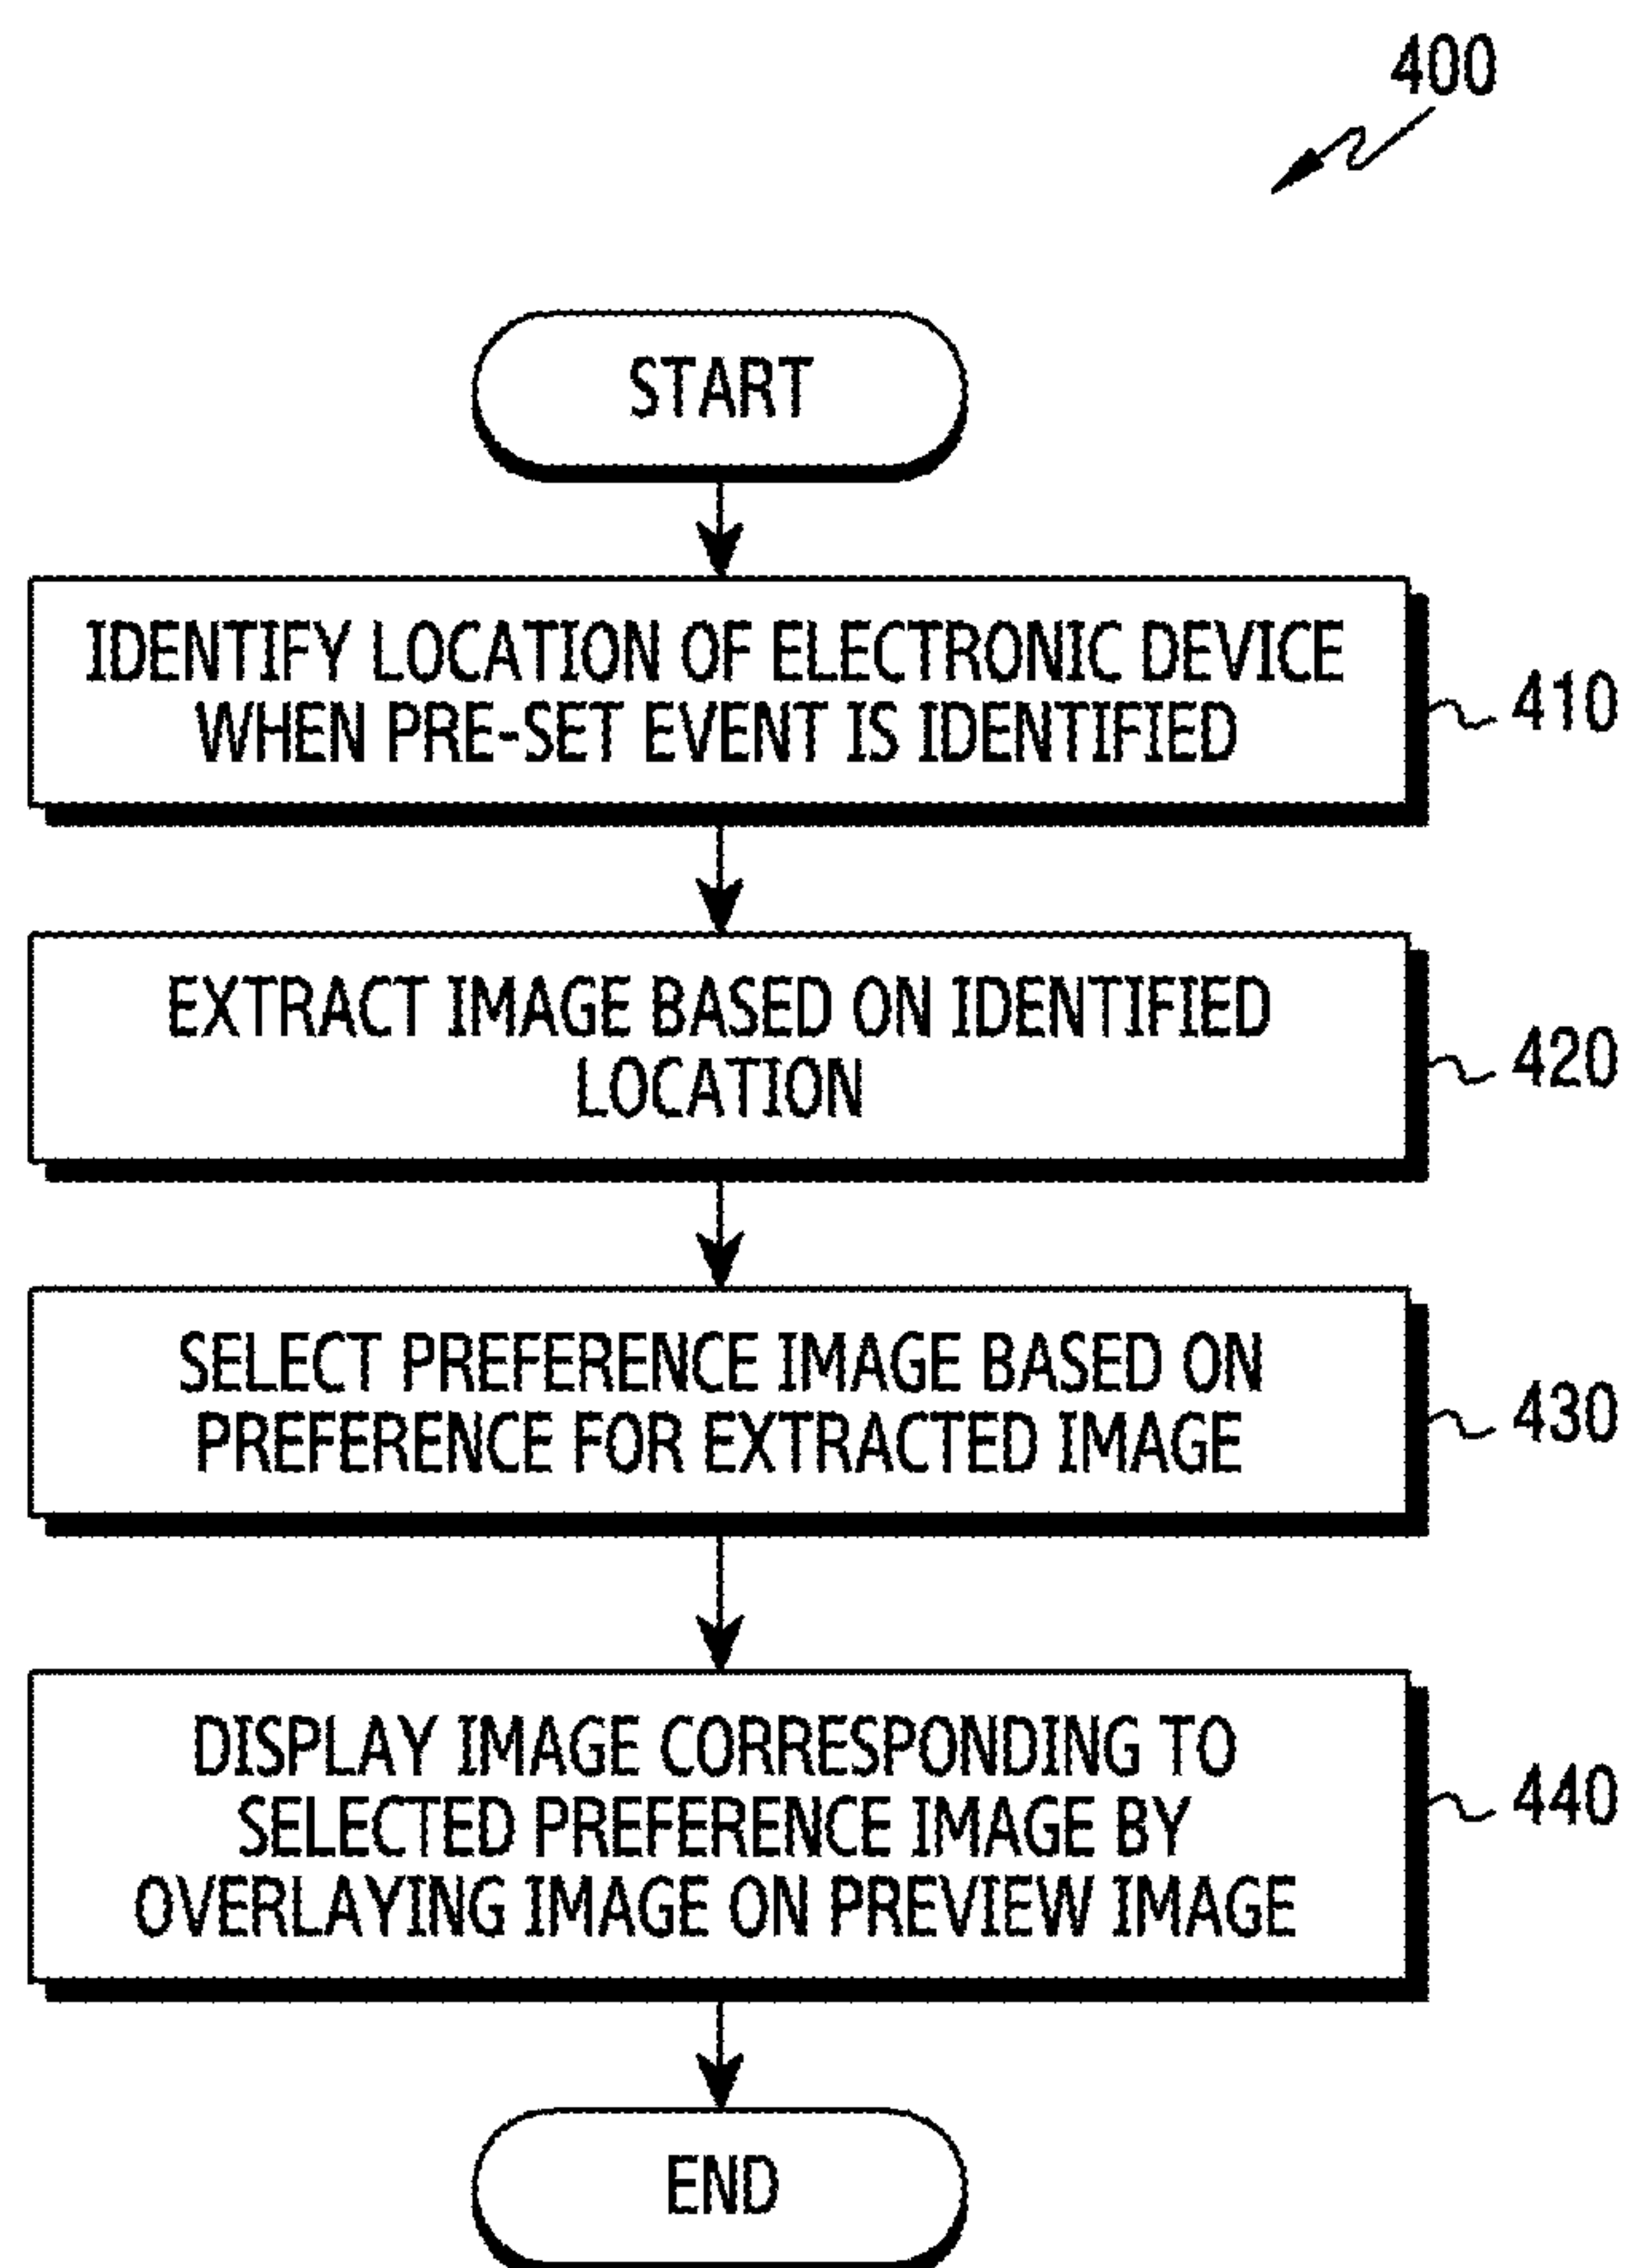 400
START
IDENTIFY LOCATION OF ELECTRONIC DEVICE
WHEN PRE-SET EVENT IS IDENTIFIED
410
EXTRACT IMAGE BASED ON IDENTIFIED
LOCATION
420
SELECT PREFERENCE IMAGE BASED ON
PREFERENCE FOR EXTRACTED IMAGE
430
DISPLAY IMAGE CORRESPONDING TO
SELECTED PREFERENCE IMAGE BY
OVERLAYING IMAGE ON PREVIEW IMAGE
440
END